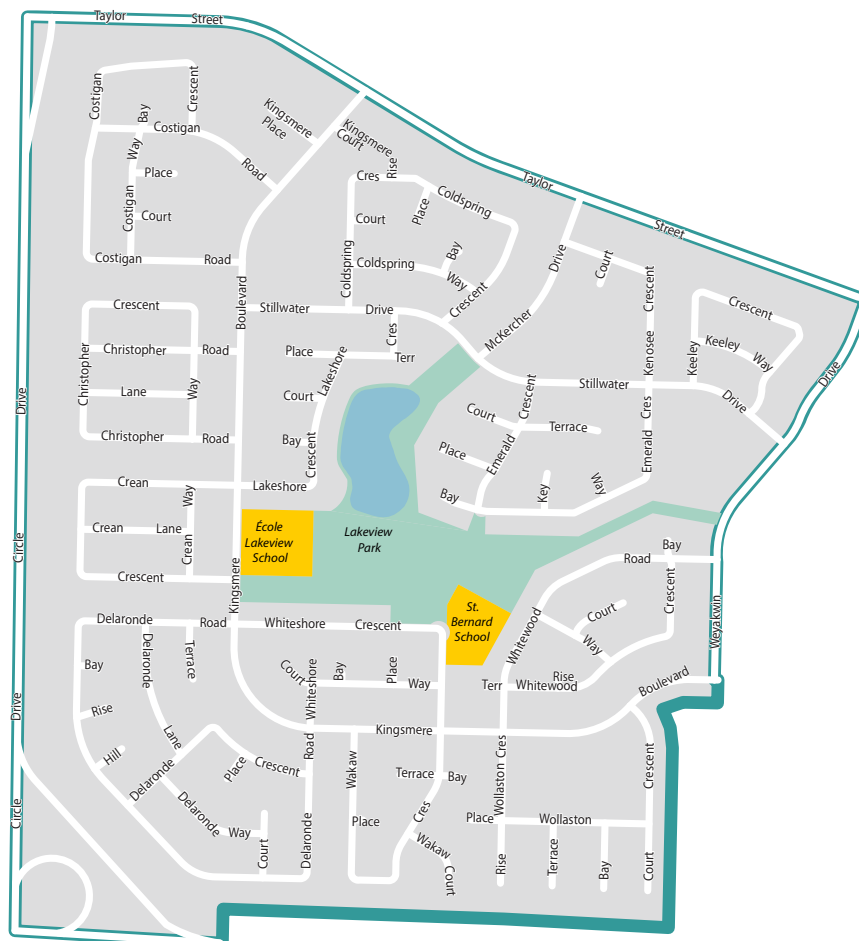 Taylor
Street
Costigan
Crescent
Bay
Costigan
Way
Road
Place
Costigan
Court
Costigan
Road
Kingsmere
Place
Kingsmere
Court
Cres
Rise
Coldspring
Place
Court
Coldspring
Coldspring
Bay
Way
Crescent
Taylor
Street
Drive
McKercher
Court
Crescent
Kenosee
Crescent
Keeley
Way
Keeley
Drive
Drive
Boulevard
Stillwater
Drive
Cres
Terr
Place
Lakeshore
Court
Bay
Crescent
Lakeshore
Crescent
Christopher
Road
Christopher
Lane
Way
Christopher
Road
Drive
Stillwater
Crescent
Court
Terrace
Emerald
Place
Bay
Key
Way
Cres
Emerald
Crean
Way
Crean
Lane
Crean
Crescent
Circle
École
Lakeview
School
Lakeview
Park
Kingsmere
St.
Bernard
School
Road
Bay
Crescent
Court
Way
Whitewood
Rise
Terr
Whitewood
Weyakwin
Boulevard
Delaronde
Road
Whiteshore
Crescent
Delaronde
Terrace
Bay
Rise
Hill
Lane
Delaronde
Place
Crescent
Delaronde
Way
Court
Road
Delaronde
Court
Whiteshore
Bay
Place
Way
Kingsmere
Wakaw
Place
Terrace
Bay
Cres
Wakaw
Court
Cres
Wollaston
Place
Wollaston
Crescent
Rise
Terrace
Bay
Court
Drive
Circle